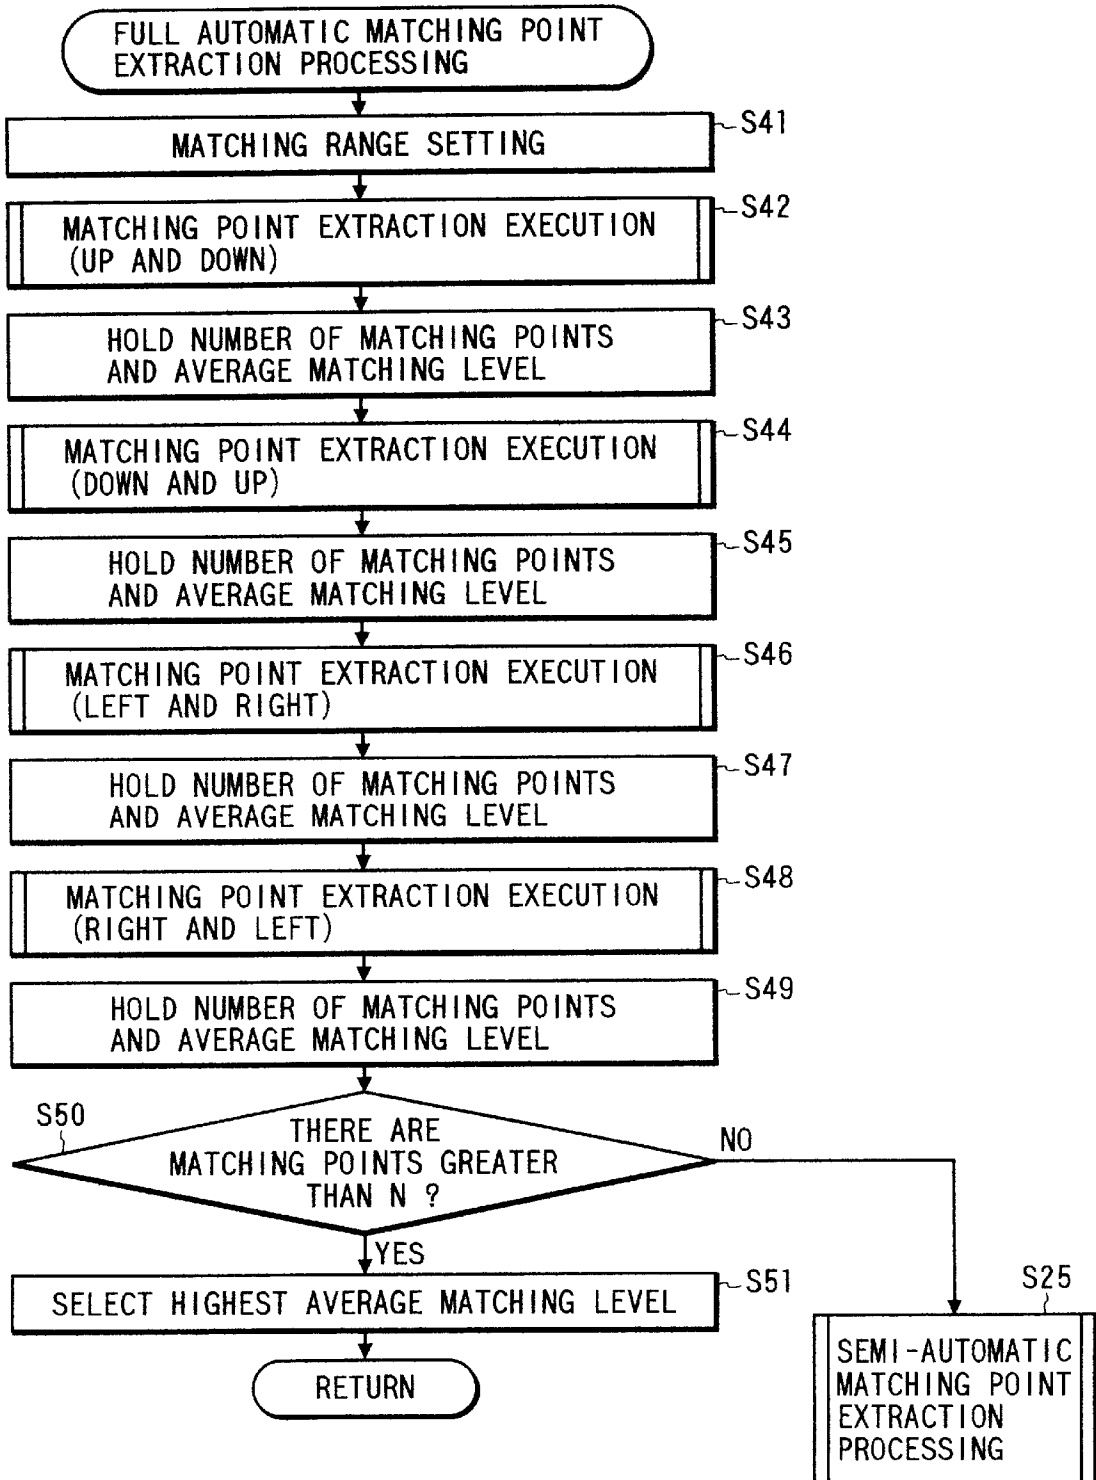 FULL AUTOMATIC MATCHING POINT
EXTRACTION PROCESSING
S41
MATCHING RANGE SETTING
S42
MATCHING POINT EXTRACTION EXECUTION
(UP AND DOWN)
S43
HOLD NUMBER OF MATCHING POINTS
AND AVERAGE MATCHING LEVEL
S44
MATCHING POINT EXTRACTION EXECUTION
(DOWN AND UP)
S45
HOLD NUMBER OF MATCHING POINTS
AND AVERAGE MATCHING LEVEL
S46
MATCHING POINT EXTRACTION EXECUTION
(LEFT AND RIGHT)
S47
HOLD NUMBER OF MATCHING POINTS
AND AVERAGE MATCHING LEVEL
S48
MATCHING POINT EXTRACTION EXECUTION
(RIGHT AND LEFT)
S49
HOLD NUMBER OF MATCHING POINTS
AND AVERAGE MATCHING LEVEL
S50
THERE ARE
MATCHING POINTS GREATER
THAN N ?
NO
YES
S51
SELECT HIGHEST AVERAGE MATCHING LEVEL
RETURN
S25
SEMI-AUTOMATIC
MATCHING POINT
EXTRACTION
PROCESSING